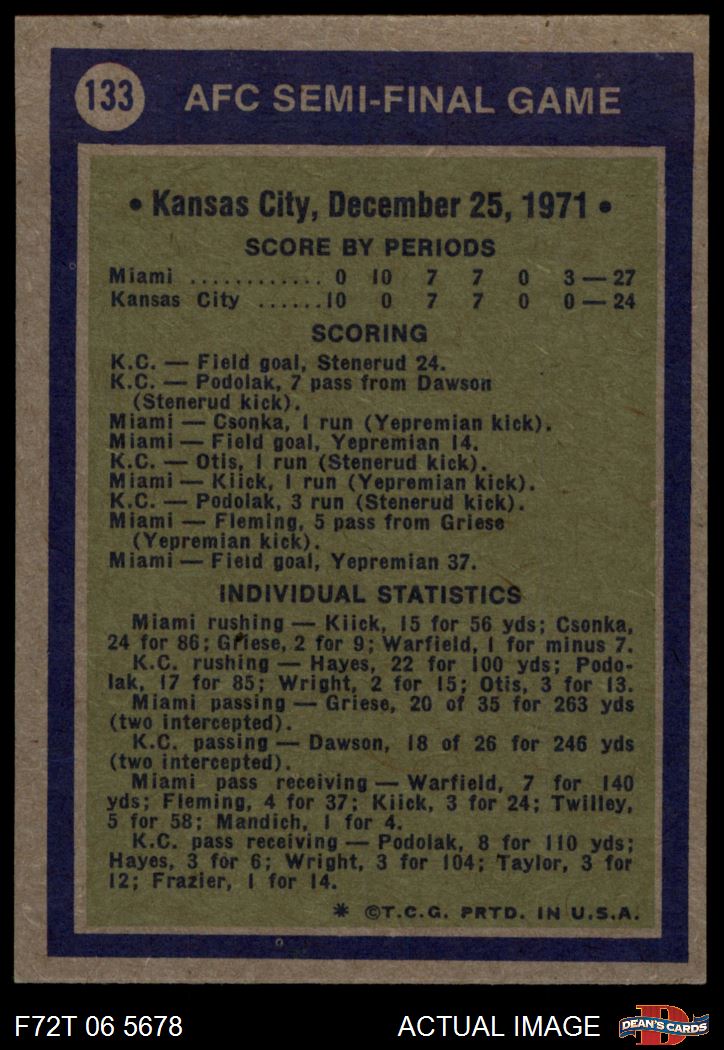 133
AFC SEMI-FINAL GAME
• Kansas City, December 25, 1971 •
SCORE BY PERIODS
Miami ............ 0 10 7 7 0 3 — 27
Kansas City ......10 0 7 7 0 0 — 24
SCORING
K.C. — Field goal, Stenerud 24.
K.C. — Podolak, 7 pass from Dawson
(Stenerud kick).
Miami — Csonka, 1 run (Yepremian kick).
Miami — Field goal, Yepremian 14.
K.C. — Otis, 1 run (Stenerud kick).
Miami — Kiick, 1 run (Yepremian kick).
K.C. — Podolak, 3 run (Stenerud kick).
Miami — Fleming, 5 pass from Griese
(Yepremian kick).
Miami — Field goal, Yepremian 37.
INDIVIDUAL STATISTICS
Miami rushing — Kiick, 15 for 56 yds; Csonka,
24 for 86; Griese, 2 for 9; Warfield, 1 for minus 7.
K.C. rushing — Hayes, 22 for 100 yds; Podo-
lak, 17 for 85; Wright, 2 for 15; Otis, 3 for 13.
Miami passing — Griese, 20 of 35 for 263 yds
(two intercepted).
K.C. passing — Dawson, 18 of 26 for 246 yds
(two intercepted).
Miami pass receiving — Warfield, 7 for 140
yds; Fleming, 4 for 37; Kiick, 3 for 24; Twilley,
5 for 58; Mandich, 1 for 4.
K.C. pass receiving — Podolak, 8 for 110 yds;
Hayes, 3 for 6; Wright, 3 for 104; Taylor, 3 for
12; Frazier, 1 for 14.
* ©T.C.G. PRTD. IN U.S.A.
F72T 06 5678
ACTUAL IMAGE
D
DEAN'S CARDS